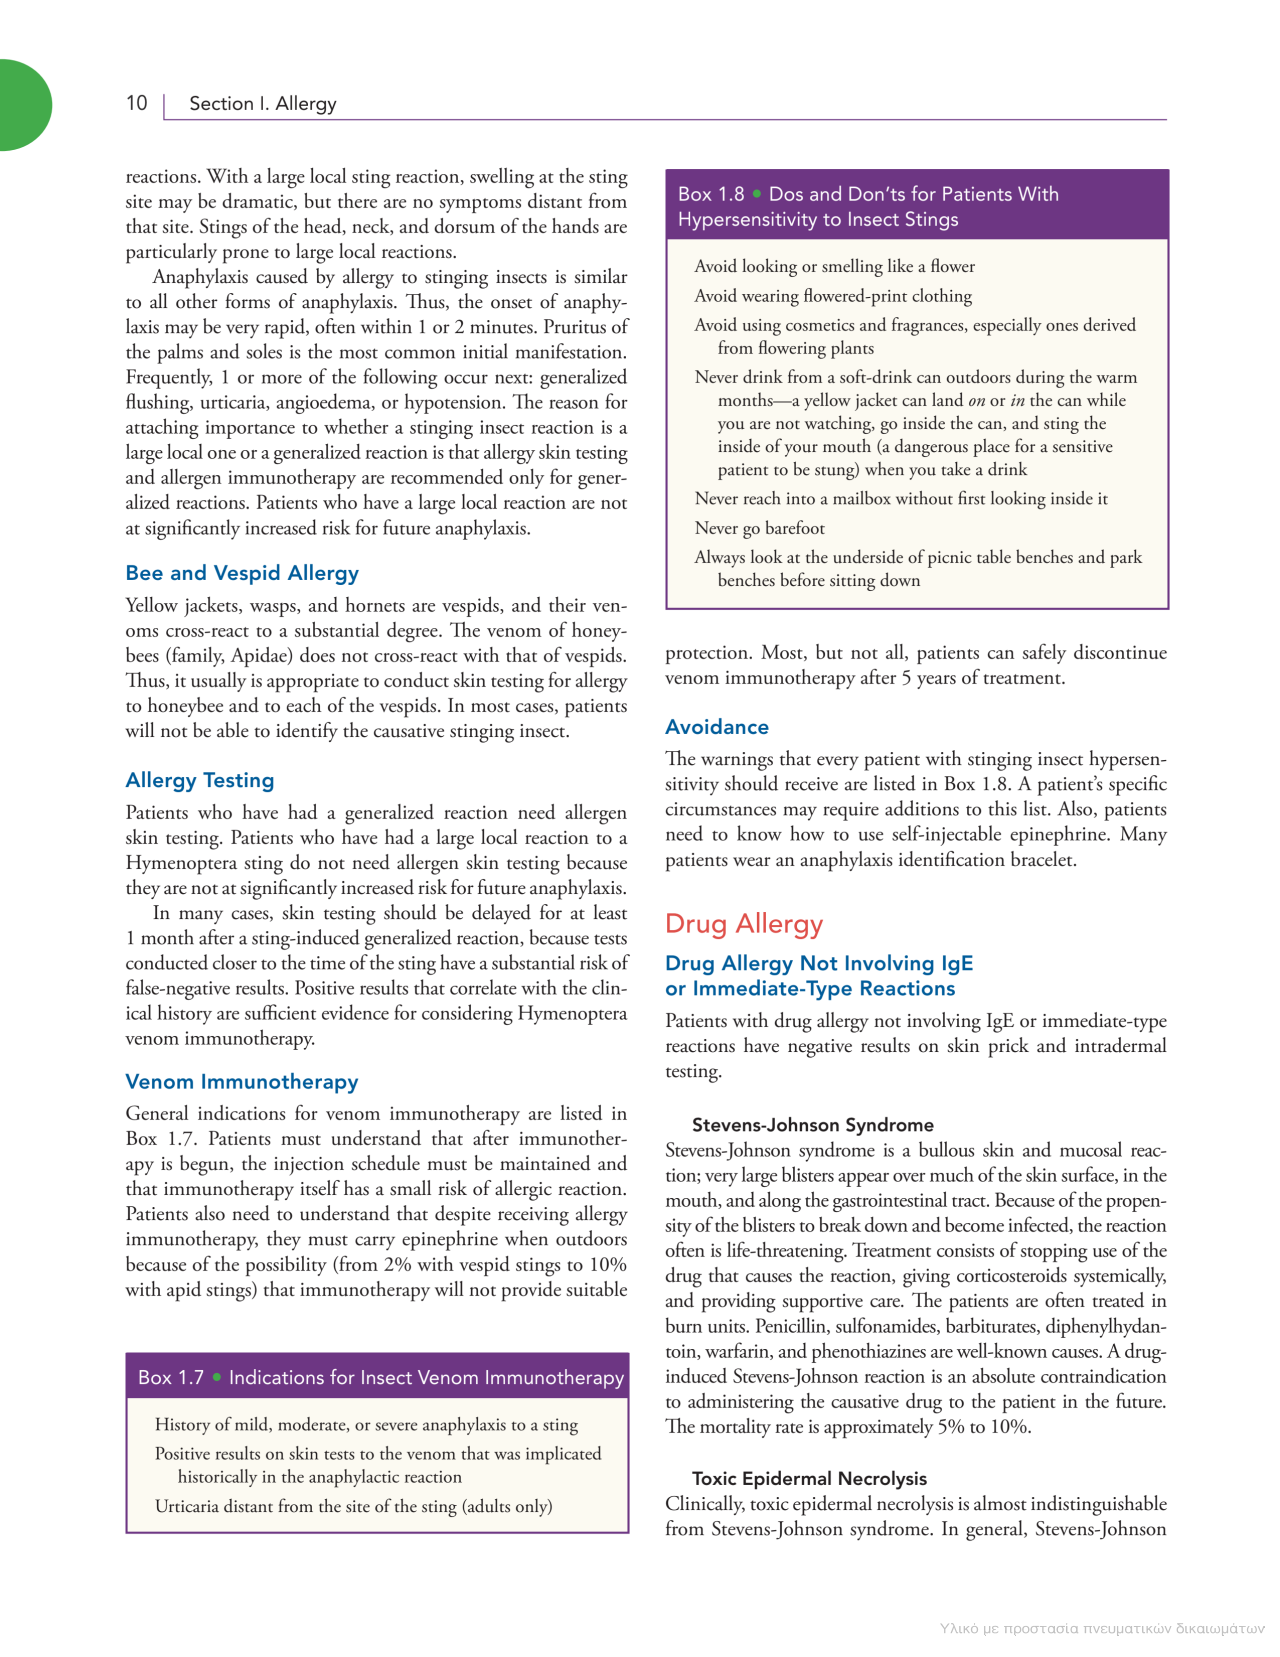 10
Section I. Allergy
reactions. With a large local sting reaction, swelling at the sting
site may be dramatic, but there are no symptoms distant from
that site. Stings of the head, neck, and dorsum of the hands are
particularly prone to large local reactions.
Anaphylaxis caused by allergy to stinging insects is similar
to all other forms of anaphylaxis. Thus, the onset of anaphy-
laxis may be very rapid, often within 1 or 2 minutes. Pruritus of
the palms and soles is the most common initial manifestation.
Frequently, 1 or more of the following occur next: generalized
flushing, urticaria, angioedema, or hypotension. The reason for
attaching importance to whether a stinging insect reaction is a
large local one or a generalized reaction is that allergy skin testing
and allergen immunotherapy are recommended only for gener-
alized reactions. Patients who have a large local reaction are not
at significantly increased risk for future anaphylaxis.
Bee and Vespid Allergy
Yellow jackets, wasps, and hornets are vespids, and their ven-
oms cross-react to a substantial degree. The venom of honey-
bees (family, Apidae) does not cross-react with that of vespids.
Thus, it usually is appropriate to conduct skin testing for allergy
to honeybee and to each of the vespids. In most cases, patients
will not be able to identify the causative stinging insect.
Allergy Testing
Patients who have had a generalized reaction need allergen
skin testing. Patients who have had a large local reaction to a
Hymenoptera sting do not need allergen skin testing because
they are not at significantly increased risk for future anaphylaxis.
In many cases, skin testing should be delayed for at least
1 month after a sting-induced generalized reaction, because tests
conducted closer to the time of the sting have a substantial risk of
false-negative results. Positive results that correlate with the clin-
ical history are sufficient evidence for considering Hymenoptera
venom immunotherapy.
Venom Immunotherapy
General indications for venom immunotherapy are listed in
Box 1.7. Patients must understand that after immunother-
apy is begun, the injection schedule must be maintained and
that immunotherapy itself has a small risk of allergic reaction.
Patients also need to understand that despite receiving allergy
immunotherapy, they must carry epinephrine when outdoors
because of the possibility (from 2% with vespid stings to 10%
with apid stings) that immunotherapy will not provide suitable
Box 1.7 • Indications for Insect Venom Immunotherapy
History of mild, moderate, or severe anaphylaxis to a sting
Positive results on skin tests to the venom that was implicated
historically in the anaphylactic reaction
Urticaria distant from the site of the sting (adults only)
Box 1.8 • Dos and Don’ts for Patients With
Hypersensitivity to Insect Stings
Avoid looking or smelling like a flower
Avoid wearing flowered-print clothing
Avoid using cosmetics and fragrances, especially ones derived
from flowering plants
Never drink from a soft-drink can outdoors during the warm
months—a yellow jacket can land on or in the can while
you are not watching, go inside the can, and sting the
inside of your mouth (a dangerous place for a sensitive
patient to be stung) when you take a drink
Never reach into a mailbox without first looking inside it
Never go barefoot
Always look at the underside of picnic table benches and park
benches before sitting down
protection. Most, but not all, patients can safely discontinue
venom immunotherapy after 5 years of treatment.
Avoidance
The warnings that every patient with stinging insect hypersen-
sitivity should receive are listed in Box 1.8. A patient’s specific
circumstances may require additions to this list. Also, patients
need to know how to use self-injectable epinephrine. Many
patients wear an anaphylaxis identification bracelet.
Drug Allergy
Drug Allergy Not Involving IgE
or Immediate-Type Reactions
Patients with drug allergy not involving IgE or immediate-type
reactions have negative results on skin prick and intradermal
testing.
Stevens-Johnson Syndrome
Stevens-Johnson syndrome is a bullous skin and mucosal reac-
tion; very large blisters appear over much of the skin surface, in the
mouth, and along the gastrointestinal tract. Because of the propen-
sity of the blisters to break down and become infected, the reaction
often is life-threatening. Treatment consists of stopping use of the
drug that causes the reaction, giving corticosteroids systemically,
and providing supportive care. The patients are often treated in
burn units. Penicillin, sulfonamides, barbiturates, diphenylhydan-
toin, warfarin, and phenothiazines are well-known causes. A drug-
induced Stevens-Johnson reaction is an absolute contraindication
to administering the causative drug to the patient in the future.
The mortality rate is approximately 5% to 10%.
Toxic Epidermal Necrolysis
Clinically, toxic epidermal necrolysis is almost indistinguishable
from Stevens-Johnson syndrome. In general, Stevens-Johnson
Υλικό με προστασία πνευματικών δικαιωμάτων